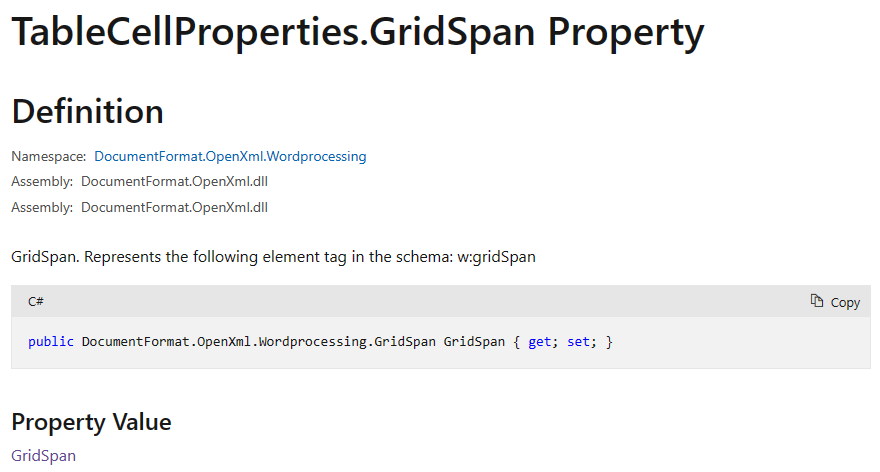 TableCellProperties.GridSpan Property
Definition
Namespace: DocumentFormat.OpenXml.Wordprocessing
Assembly: DocumentFormat.OpenXml.dll
Assembly: DocumentFormat.OpenXml.dll
GridSpan. Represents the following element tag in the schema: w:gridSpan
C# Copy
public DocumentFormat.OpenXml.Wordprocessing.GridSpan GridSpan { get; set; }
Property Value
GridSpan